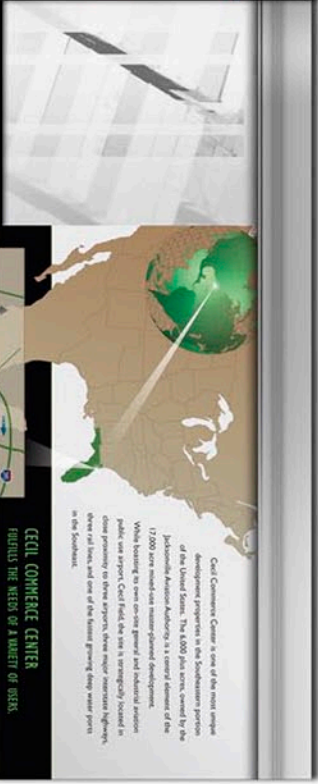 Cecil Commerce Center is one of the most unique
development properties in the Southeastern portion
of the United States. The 6,000 plus acres, owned by the
Jacksonville Aviation Authority, is a central element of the
17,000 acre mixed-use master-planned development.
While boasting its own on-site general and industrial aviation
public use airport, Cecil Field, the site is strategically located in
close proximity to three airports, three major interstate highways,
three rail lines, and one of the fastest growing deep water ports
in the Southeast.
CECIL COMMERCE CENTER
FULFILLS THE NEEDS OF A VARIETY OF USERS.